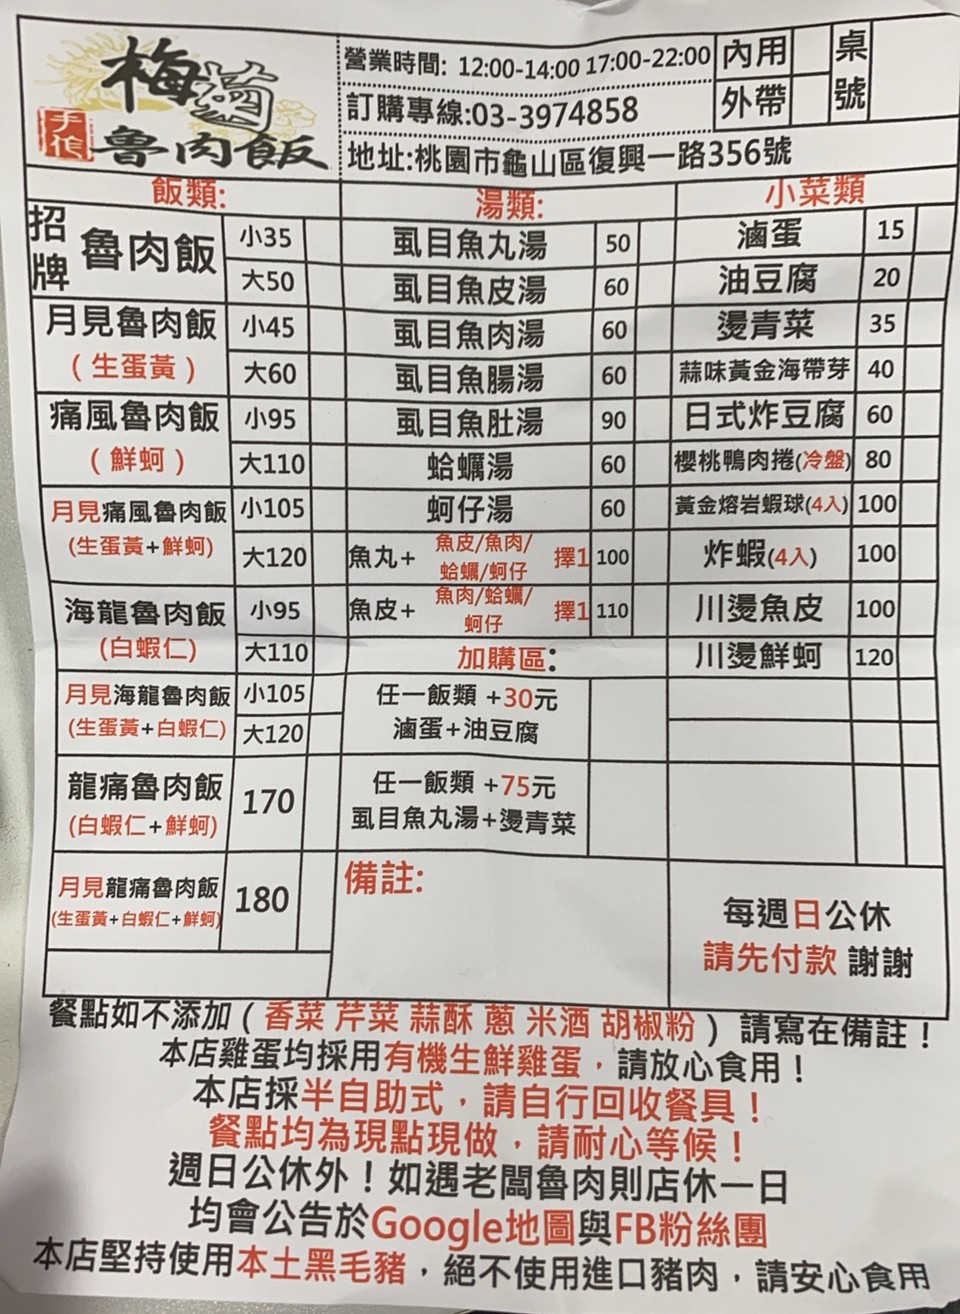 梅菊
手作
魯肉飯
營業時間: 12:00-14:00 17:00-22:00
訂購專線:03-3974858
地址:桃園市龜山區復興一路356號
內用
外帶
桌號
飯類:
招牌 魯肉飯 小35
大50
月見魯肉飯 小45
(生蛋黃) 大60
痛風魯肉飯 小95
(鮮蚵) 大110
月見痛風魯肉飯 小105
(生蛋黃+鮮蚵) 大120
海龍魯肉飯 小95
(白蝦仁) 大110
月見海龍魯肉飯 小105
(生蛋黃+白蝦仁) 大120
龍痛魯肉飯 170
(白蝦仁+鮮蚵)
月見龍痛魯肉飯 180
(生蛋黃+白蝦仁+鮮蚵)
湯類:
虱目魚丸湯 50
虱目魚皮湯 60
虱目魚肉湯 60
虱目魚腸湯 60
虱目魚肚湯 90
蛤蠣湯 60
蚵仔湯 60
魚丸+ 魚皮/魚肉/蛤蠣/蚵仔 擇1 100
魚皮+ 魚肉/蛤蠣/蚵仔 擇1 110
加購區:
任一飯類 +30元
滷蛋+油豆腐
任一飯類 +75元
虱目魚丸湯+燙青菜
備註:
小菜類
滷蛋 15
油豆腐 20
燙青菜 35
蒜味黃金海帶芽 40
日式炸豆腐 60
櫻桃鴨肉捲(冷盤) 80
黃金熔岩蝦球(4入) 100
炸蝦(4入) 100
川燙魚皮 100
川燙鮮蚵 120
每週日公休
請先付款 謝謝
餐點如不添加(香菜 芹菜 蒜酥 蔥 米酒 胡椒粉)請寫在備註!
本店雞蛋均採用有機生鮮雞蛋，請放心食用!
本店採半自助式，請自行回收餐具!
餐點均為現點現做，請耐心等候!
週日公休外!如遇老闆魯肉則店休一日
均會公告於Google地圖與FB粉絲團
本店堅持使用本土黑毛豬，絕不使用進口豬肉，請安心食用